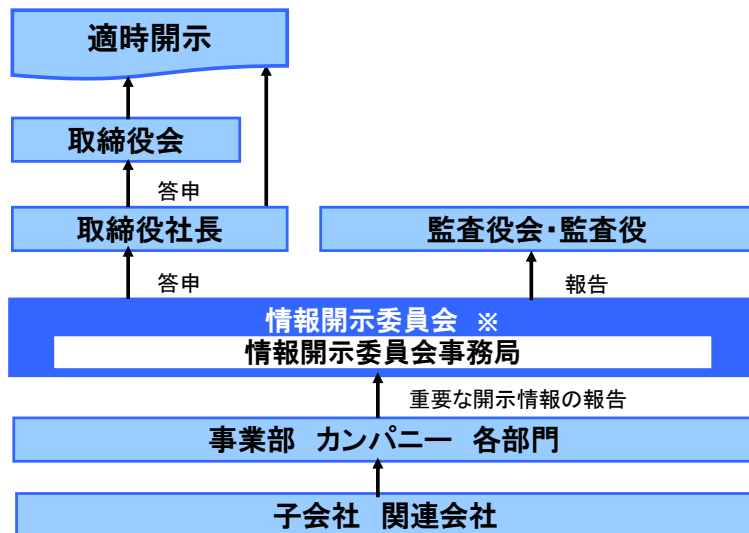 適時開示
取締役会
答申
取締役社長
監査役会・監査役
答申
報告
情報開示委員会 ※
情報開示委員会事務局
重要な開示情報の報告
事業部 カンパニー 各部門
子会社 関連会社